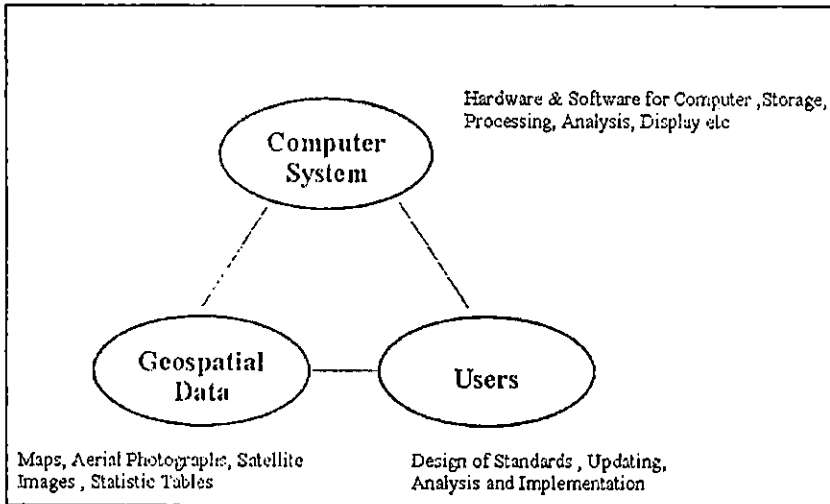 Hardware & Software for Computer ,Storage,
Processing, Analysis, Display etc
Computer
System
Geospatial
Data
Users
Maps, Aerial Photographs, Satellite
Images , Statistic Tables
Design of Standards , Updating,
Analysis and Implementation